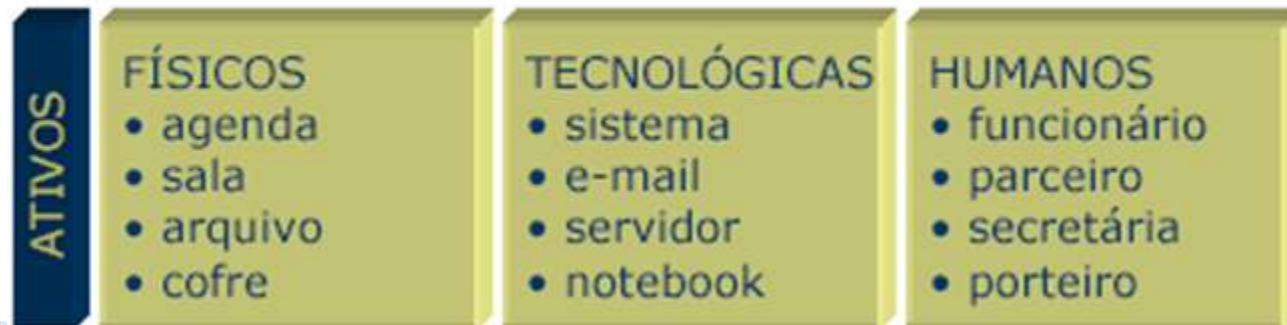 ATIVOS
FÍSICOS
• agenda
• sala
• arquivo
• cofre
TECNOLÓGICAS
• sistema
• e-mail
• servidor
• notebook
HUMANOS
• funcionário
• parceiro
• secretária
• porteiro